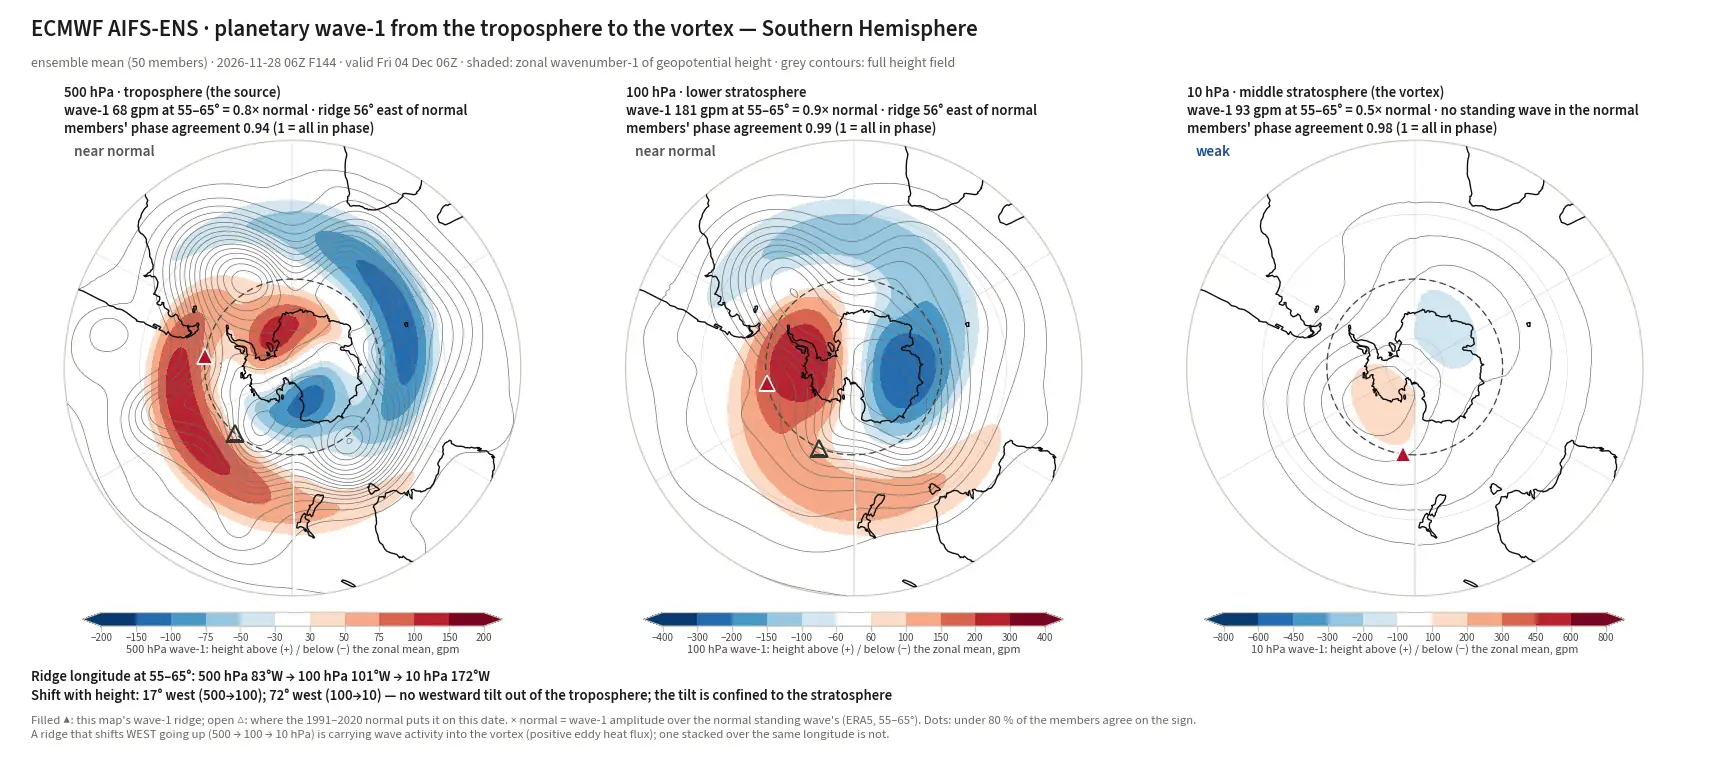 ECMWF AIFS-ENS · planetary wave-1 from the troposphere to the vortex — Southern Hemisphere
ensemble mean (50 members) · 2026-11-28 06Z F144 · valid Fri 04 Dec 06Z · shaded: zonal wavenumber-1 of geopotential height · grey contours: full height field
500 hPa · troposphere (the source)
wave-1 68 gpm at 55–65° = 0.8× normal · ridge 56° east of normal
members' phase agreement 0.94 (1 = all in phase)
near normal
100 hPa · lower stratosphere
wave-1 181 gpm at 55–65° = 0.9× normal · ridge 56° east of normal
members' phase agreement 0.99 (1 = all in phase)
near normal
10 hPa · middle stratosphere (the vortex)
wave-1 93 gpm at 55–65° = 0.5× normal · no standing wave in the normal
members' phase agreement 0.98 (1 = all in phase)
weak
−200 −150 −100 −75 −50 −30 30 50 75 100 150 200
500 hPa wave-1: height above (+) / below (−) the zonal mean, gpm
−400 −300 −200 −150 −100 −60 60 100 150 200 300 400
100 hPa wave-1: height above (+) / below (−) the zonal mean, gpm
−800 −600 −450 −300 −200 −100 100 200 300 450 600 800
10 hPa wave-1: height above (+) / below (−) the zonal mean, gpm
Ridge longitude at 55–65°: 500 hPa 83°W → 100 hPa 101°W → 10 hPa 172°W
Shift with height: 17° west (500→100); 72° west (100→10) — no westward tilt out of the troposphere; the tilt is confined to the stratosphere
Filled ▲: this map's wave-1 ridge; open △: where the 1991–2020 normal puts it on this date. × normal = wave-1 amplitude over the normal standing wave's (ERA5, 55–65°). Dots: under 80 % of the members agree on the sign.
A ridge that shifts WEST going up (500 → 100 → 10 hPa) is carrying wave activity into the vortex (positive eddy heat flux); one stacked over the same longitude is not.